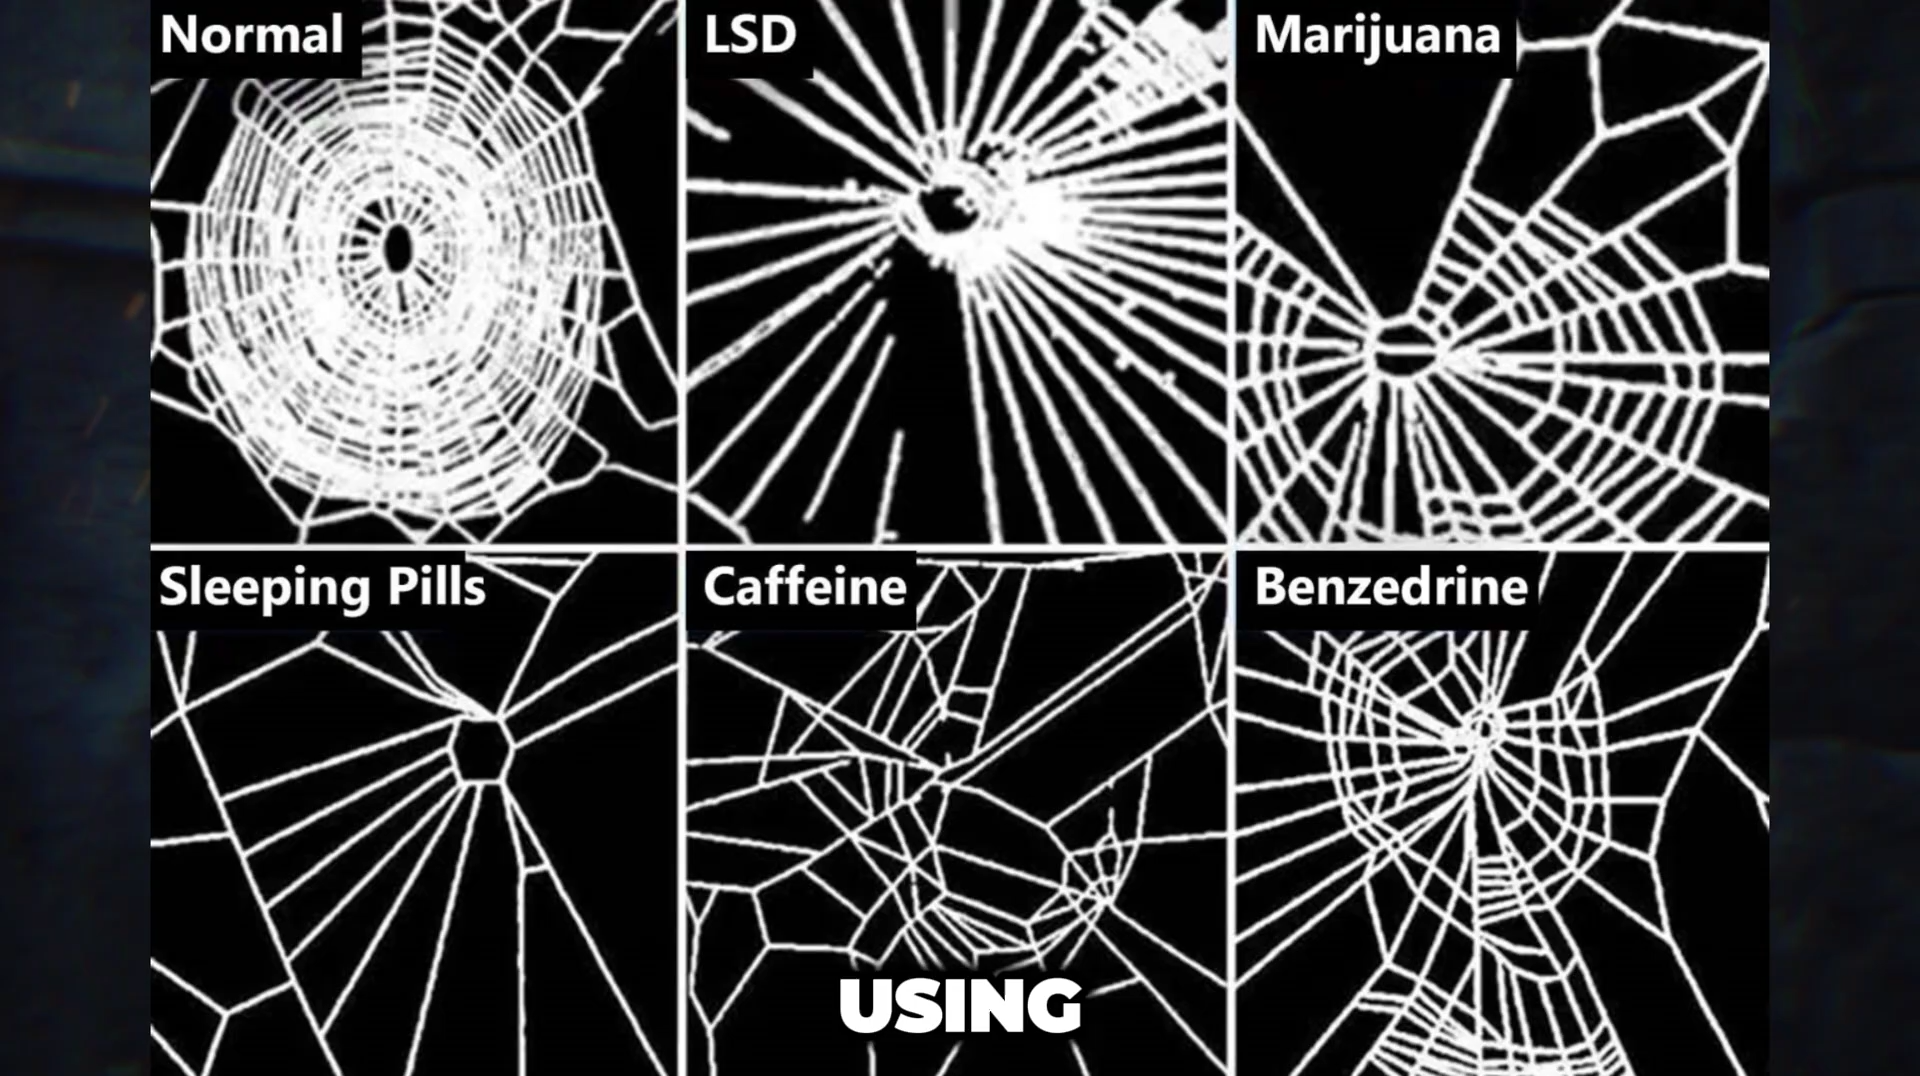 Normal
LSD
Marijuana
Sleeping Pills
Caffeine
Benzedrine
USING